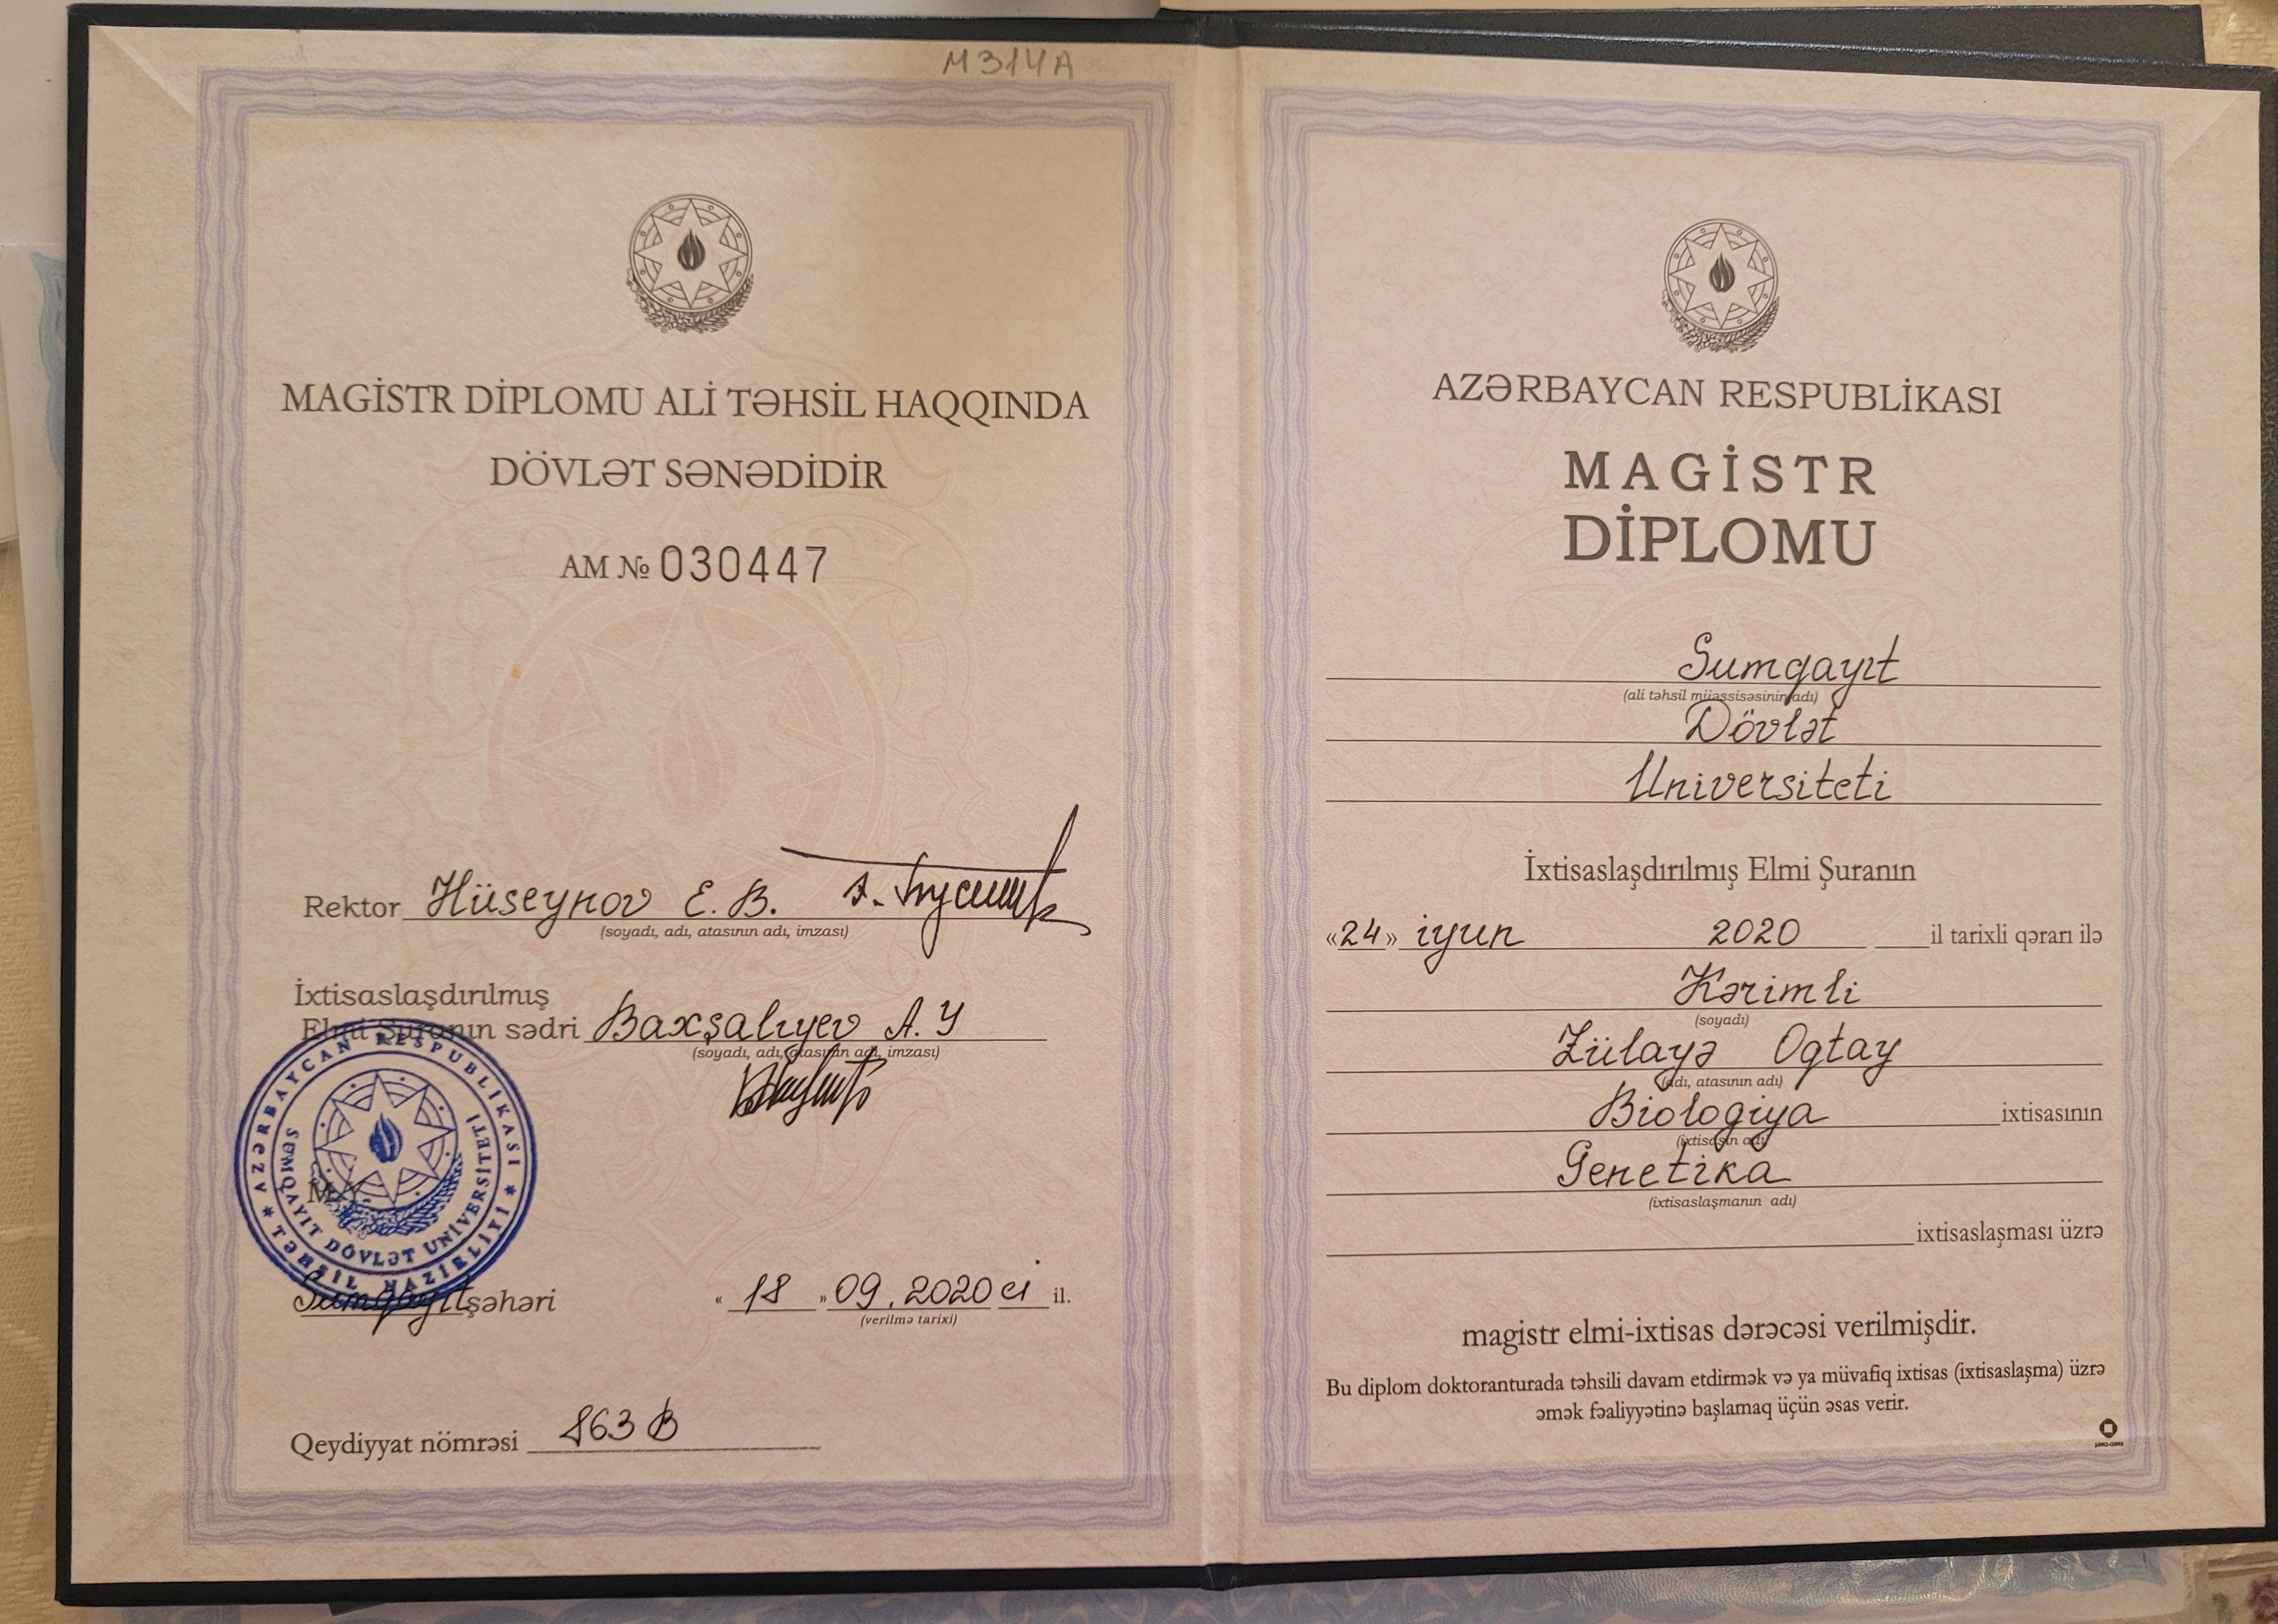 M314A
MAGİSTR DİPLOMU ALİ TƏHSİL HAQQINDA
DÖVLƏT SƏNƏDİDİR
AM № 030447
Rektor Hüseynov E. B.
(soyadı, adı, atasının adı, imzası)
İxtisaslaşdırılmış
Elmi Şuranın sədri Baxşalıyev A. Y
(soyadı, adı, atasının adı, imzası)
* AZƏRBAYCAN RESPUBLİKASI * TƏHSİL NAZİRLİYİ
SUMQAYIT DÖVLƏT UNİVERSİTETİ
M.Y.
Sumqayıt şəhəri « 18 » 09. 2020 ci il.
(verilmə tarixi)
Qeydiyyat nömrəsi 863 B
AZƏRBAYCAN RESPUBLİKASI
MAGİSTR
DİPLOMU
Sumqayıt
(ali təhsil müəssisəsinin adı)
Dövlət
Universiteti
İxtisaslaşdırılmış Elmi Şuranın
«24» iyun 2020 il tarixli qərarı ilə
Kərimli
(soyadı)
Zülayə Oqtay
(adı, atasının adı)
Biologiya ixtisasının
(ixtisasın adı)
Genetika
(ixtisaslaşmanın adı)
ixtisaslaşması üzrə
magistr elmi-ixtisas dərəcəsi verilmişdir.
Bu diplom doktoranturada təhsili davam etdirmək və ya müvafiq ixtisas (ixtisaslaşma) üzrə
əmək fəaliyyətinə başlamaq üçün əsas verir.